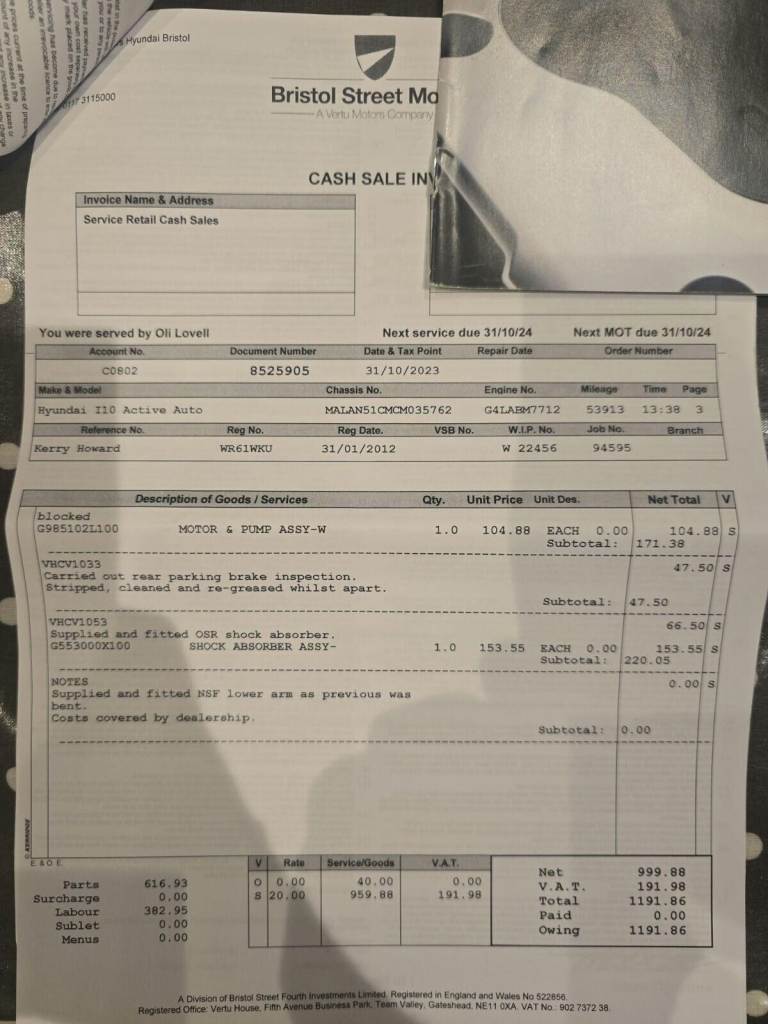 Hyundai Bristol
3115000
Bristol Street Mo
A Vertu Motors Company
CASH SALE INV
Invoice Name & Address
Service Retail Cash Sales
You were served by Oli Lovell Next service due 31/10/24 Next MOT due 31/10/24
Account No. Document Number Date & Tax Point Repair Date Order Number
C0802 8525905 31/10/2023
Make & Model Chassis No. Engine No. Mileage Time Page
Hyundai I10 Active Auto MALAN51CMCM035762 G4LABM7712 53913 13:38 3
Reference No. Reg No. Reg Date. VSB No. W.I.P. No. Job No. Branch
Kerry Howard WR61WKU 31/01/2012 W 22456 94595
Description of Goods / Services Qty. Unit Price Unit Des. Net Total V
blocked
G985102L100 MOTOR & PUMP ASSY-W 1.0 104.88 EACH 0.00 104.88 S
Subtotal: 171.38
VHCV1033 47.50 S
Carried out rear parking brake inspection.
Stripped, cleaned and re-greased whilst apart.
Subtotal: 47.50
VHCV1053 66.50 S
Supplied and fitted OSR shock absorber.
G553000X100 SHOCK ABSORBER ASSY- 1.0 153.55 EACH 0.00 153.55 S
Subtotal: 220.05
NOTES 0.00 S
Supplied and fitted NSF lower arm as previous was
bent.
Costs covered by dealership.
Subtotal: 0.00
E & O E.
V Rate Service/Goods V.A.T.
O 0.00 40.00 0.00
S 20.00 959.88 191.98
Parts 616.93
Surcharge 0.00
Labour 382.95
Sublet 0.00
Menus 0.00
Net 999.88
V.A.T. 191.98
Total 1191.86
Paid 0.00
Owing 1191.86
A Division of Bristol Street Fourth Investments Limited. Registered in England and Wales No 522856.
Registered Office: Vertu House, Fifth Avenue Business Park, Team Valley, Gateshead, NE11 0XA. VAT No.: 902 7372 38.